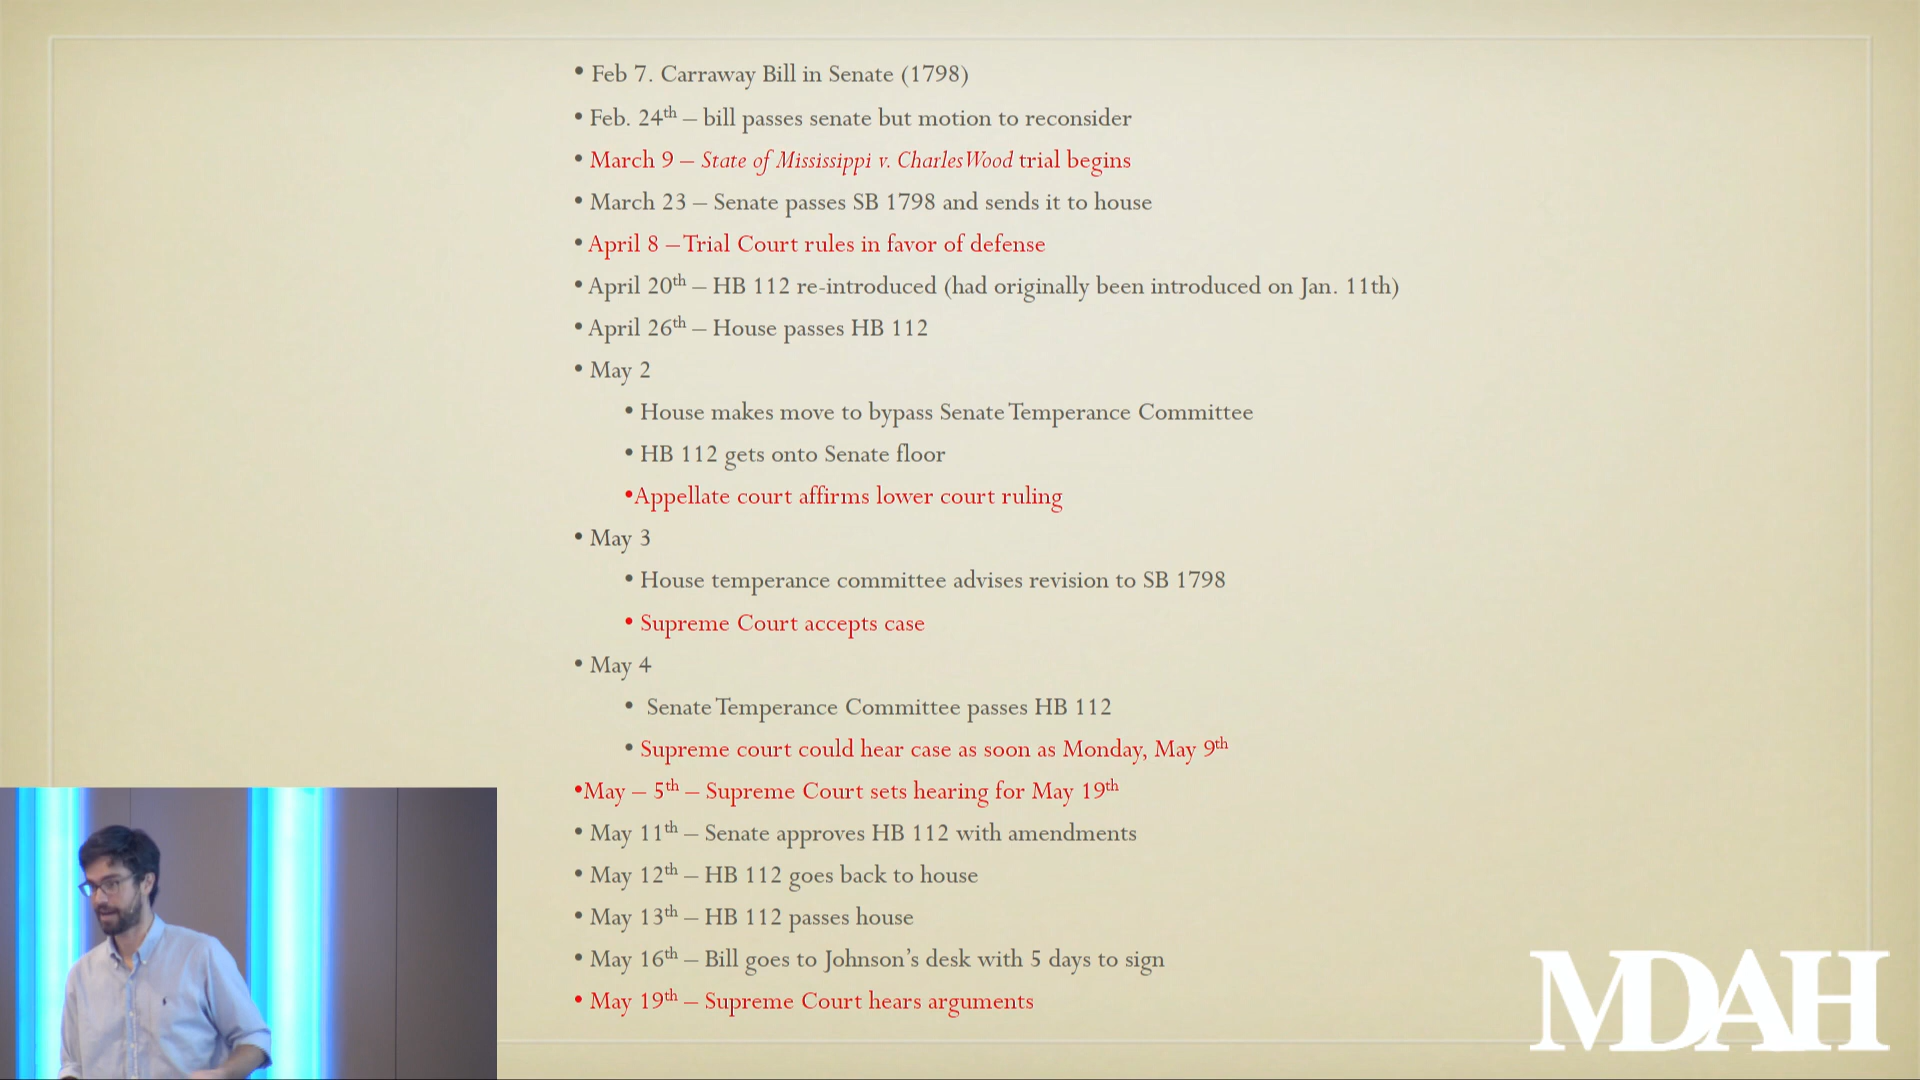 • Feb 7. Carraway Bill in Senate (1798)
• Feb. 24th – bill passes senate but motion to reconsider
• March 9 – State of Mississippi v. Charles Wood trial begins
• March 23 – Senate passes SB 1798 and sends it to house
• April 8 – Trial Court rules in favor of defense
• April 20th – HB 112 re-introduced (had originally been introduced on Jan. 11th)
• April 26th – House passes HB 112
• May 2
• House makes move to bypass Senate Temperance Committee
• HB 112 gets onto Senate floor
•Appellate court affirms lower court ruling
• May 3
• House temperance committee advises revision to SB 1798
• Supreme Court accepts case
• May 4
• Senate Temperance Committee passes HB 112
• Supreme court could hear case as soon as Monday, May 9th
•May – 5th – Supreme Court sets hearing for May 19th
• May 11th – Senate approves HB 112 with amendments
• May 12th – HB 112 goes back to house
• May 13th – HB 112 passes house
• May 16th – Bill goes to Johnson’s desk with 5 days to sign
• May 19th – Supreme Court hears arguments
MDAH